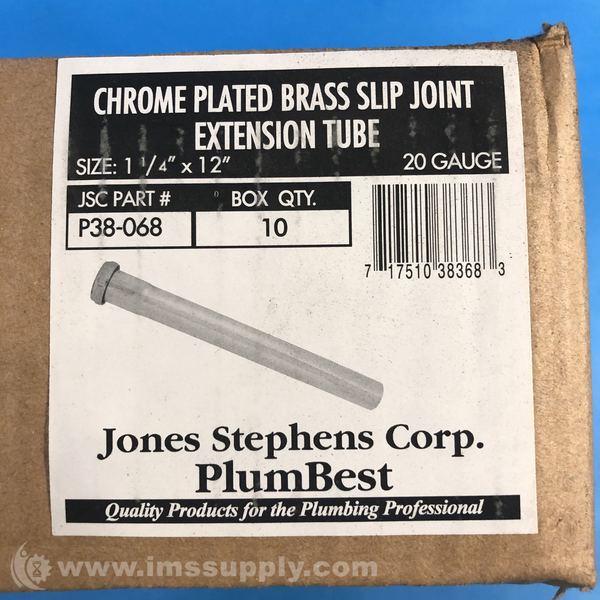 CHROME PLATED BRASS SLIP JOINT
EXTENSION TUBE
SIZE: 1 1/4" x 12"
20 GAUGE
JSC PART #
BOX QTY.
P38-068
10
7 17510 38368 3
Jones Stephens Corp.
PlumBest
Quality Products for the Plumbing Professional
www.imssupply.com